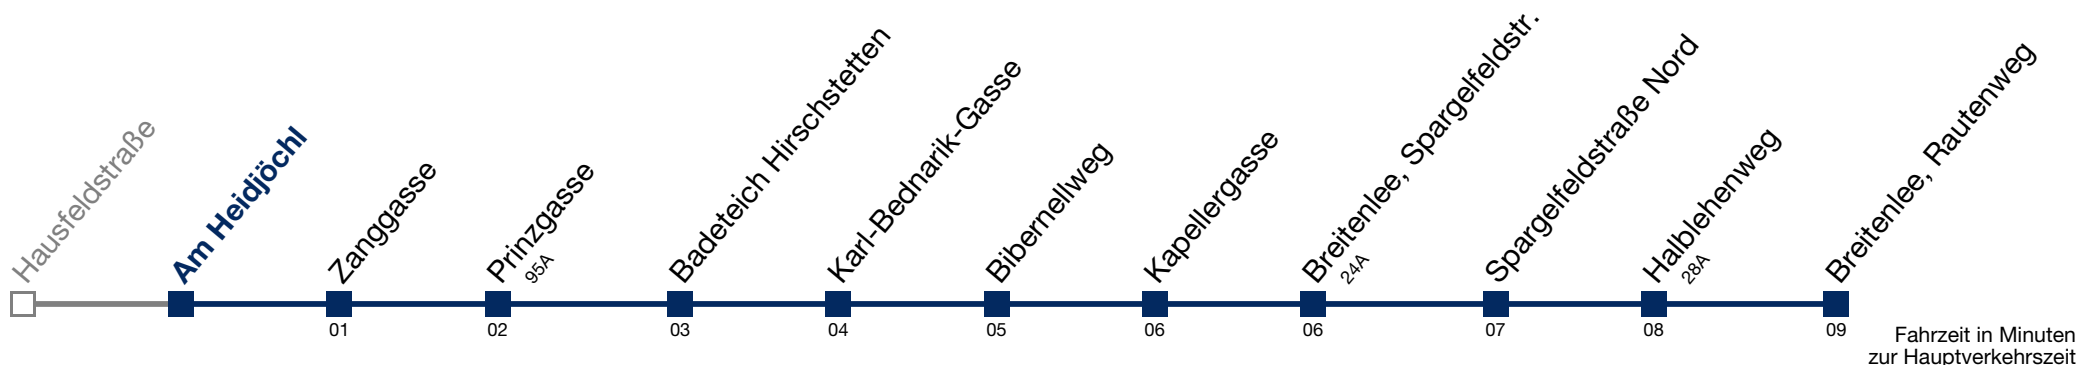 Hausfeldstraße
Am Heidjöchl
Zanggasse
Prinzgasse
95A
Badeteich Hirschstetten
Karl-Bednarik-Gasse
Bibernellweg
Kapellergasse
Breitenlee, Spargelfeldstr.
24A
Spargelfeldstraße Nord
Halblehenweg
28A
Breitenlee, Rautenweg
01
02
03
04
05
06
06
07
08
09
Fahrzeit in Minuten
zur Hauptverkehrszeit